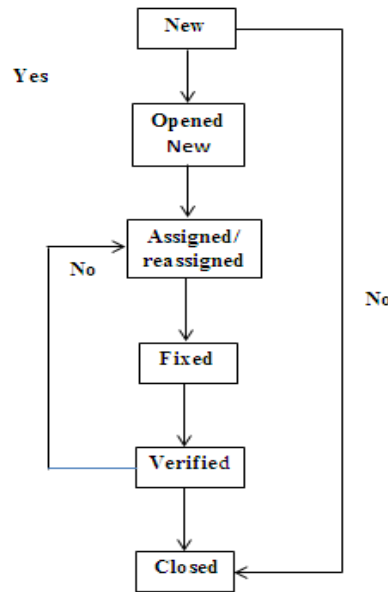 New
Yes
Opened
New
Assigned/
reassigned
No
No
Fixed
Verified
Closed